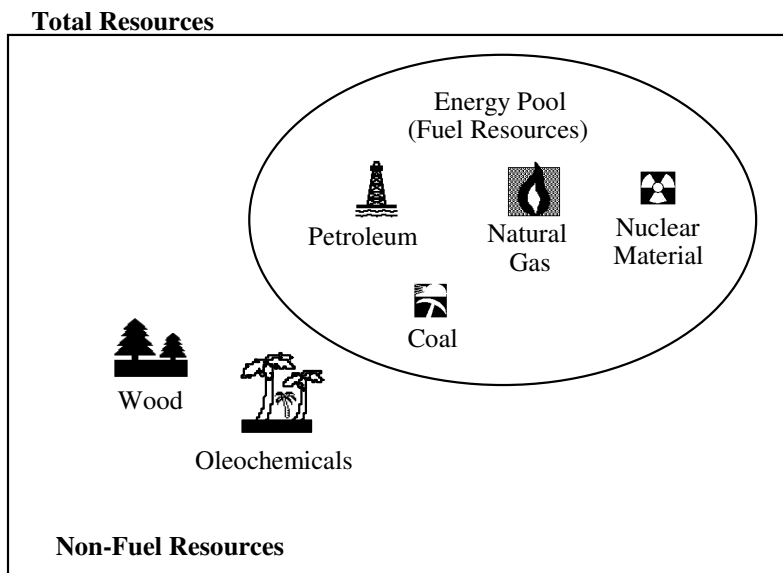 Total Resources
Energy Pool
(Fuel Resources)
Petroleum
Natural
Gas
Nuclear
Material
Coal
Wood
Oleochemicals
Non-Fuel Resources